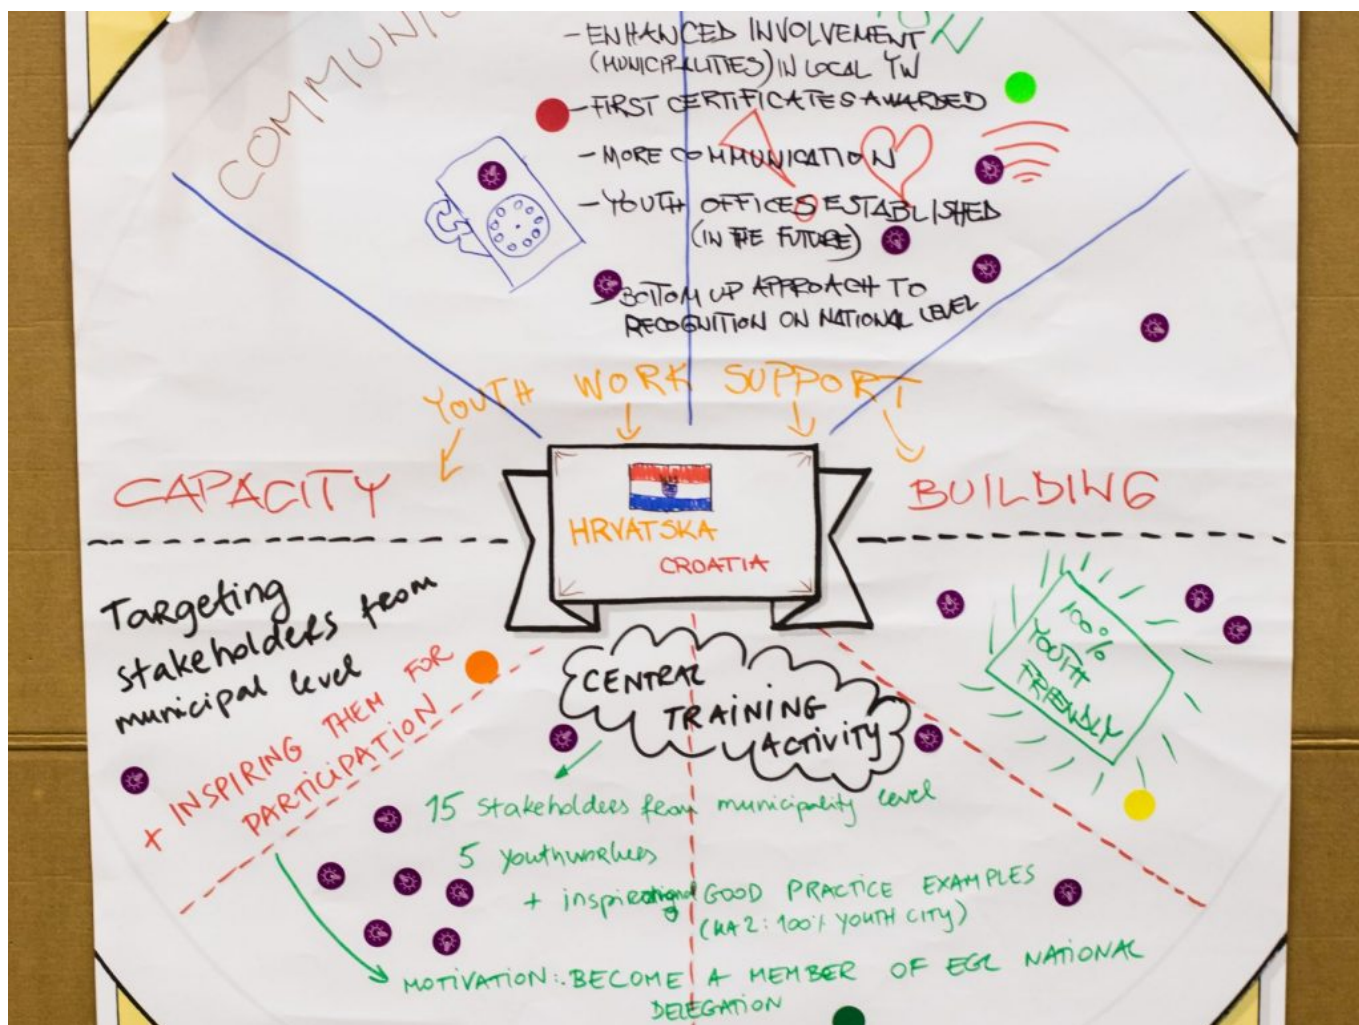 COMMUNIC
- ENHANCED INVOLVEMENT
(MUNICIPALITIES) IN LOCAL YW
- FIRST CERTIFICATES AWARDED
- MORE COMMUNICATION
- YOUTH OFFICES ESTABLISHED
(IN THE FUTURE)
- BOTTOM UP APPROACH TO
RECOGNITION ON NATIONAL LEVEL
YOUTH WORK SUPPORT
CAPACITY BUILDING
HRVATSKA
CROATIA
Targeting
stakeholders from
municipal level
+ INSPIRING THEM FOR
PARTICIPATION
CENTRAL
TRAINING
ACTIVITY
100%
YOUTH
FRIENDLY
15 stakeholders from municipality level
5 youthworkers
+ inspirational GOOD PRACTICE EXAMPLES
(KA2: 100% YOUTH CITY)
MOTIVATION: BECOME A MEMBER OF EGL NATIONAL
DELEGATION